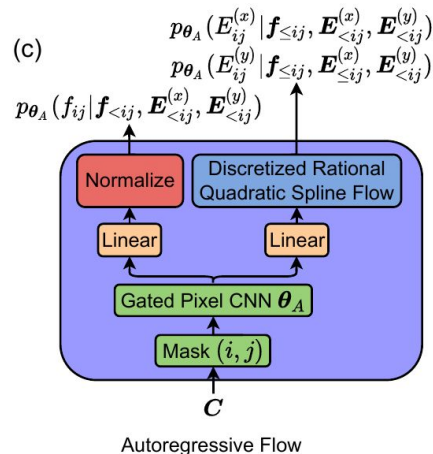 (c)
p_{θ_A}(E_{ij}^{(x)}|f_{≤ij}, E_{<ij}^{(x)}, E_{<ij}^{(y)})
p_{θ_A}(E_{ij}^{(y)}|f_{≤ij}, E_{≤ij}^{(x)}, E_{<ij}^{(y)})
p_{θ_A}(f_{ij}|f_{<ij}, E_{<ij}^{(x)}, E_{<ij}^{(y)})
Normalize
Discretized Rational
Quadratic Spline Flow
Linear
Linear
Gated Pixel CNN θ_A
Mask (i, j)
C
Autoregressive Flow